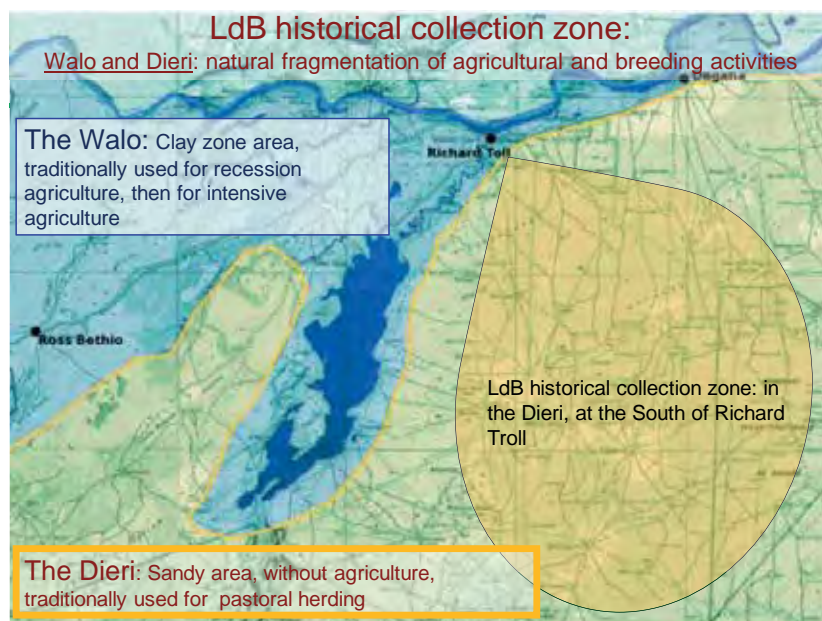 LdB historical collection zone:
Walo and Dieri: natural fragmentation of agricultural and breeding activities
Dagana
The Walo: Clay zone area,
traditionally used for recession
agriculture, then for intensive
agriculture
Richard Toll
Ross Bethio
LdB historical collection zone: in
the Dieri, at the South of Richard
Troll
The Dieri: Sandy area, without agriculture,
traditionally used for pastoral herding